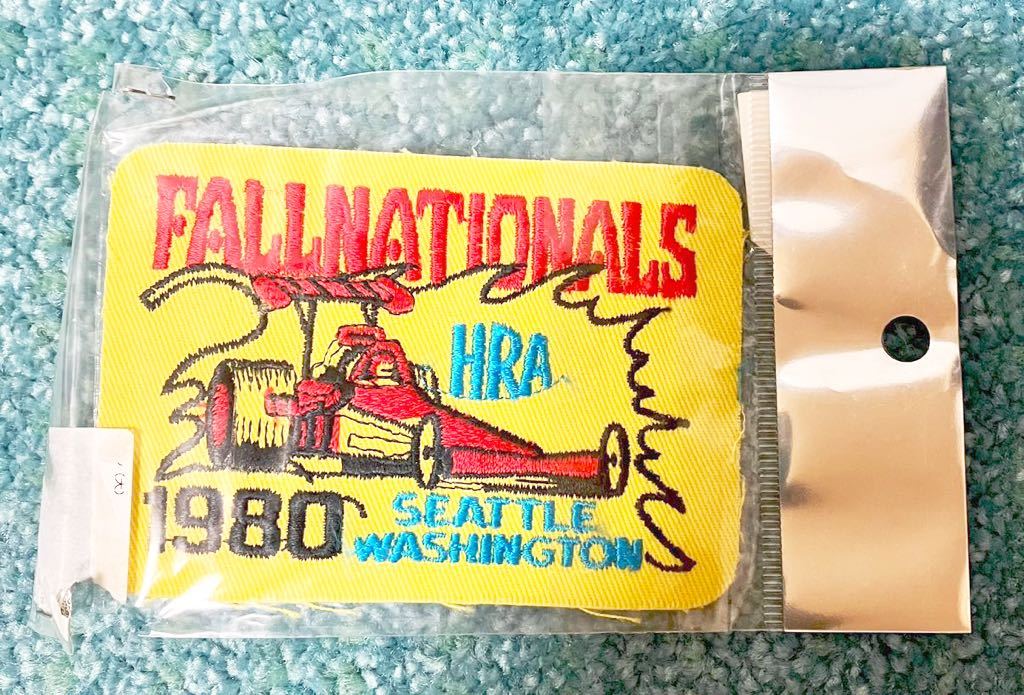 FALLNATIONALS
HRA
1980
SEATTLE
WASHINGTON